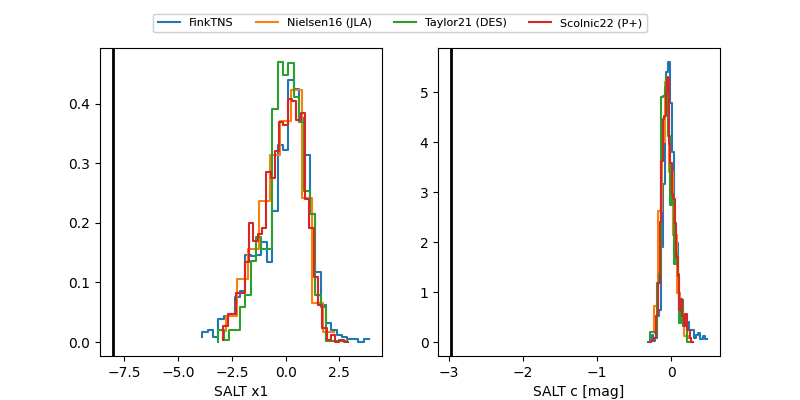 FinkTNS Nielsen16 (JLA) Taylor21 (DES) Scolnic22 (P+)
0.4
0.3
0.2
0.1
0.0
−7.5 −5.0 −2.5 0.0 2.5
SALT x1
5
4
3
2
1
0
−3 −2 −1 0
SALT c [mag]